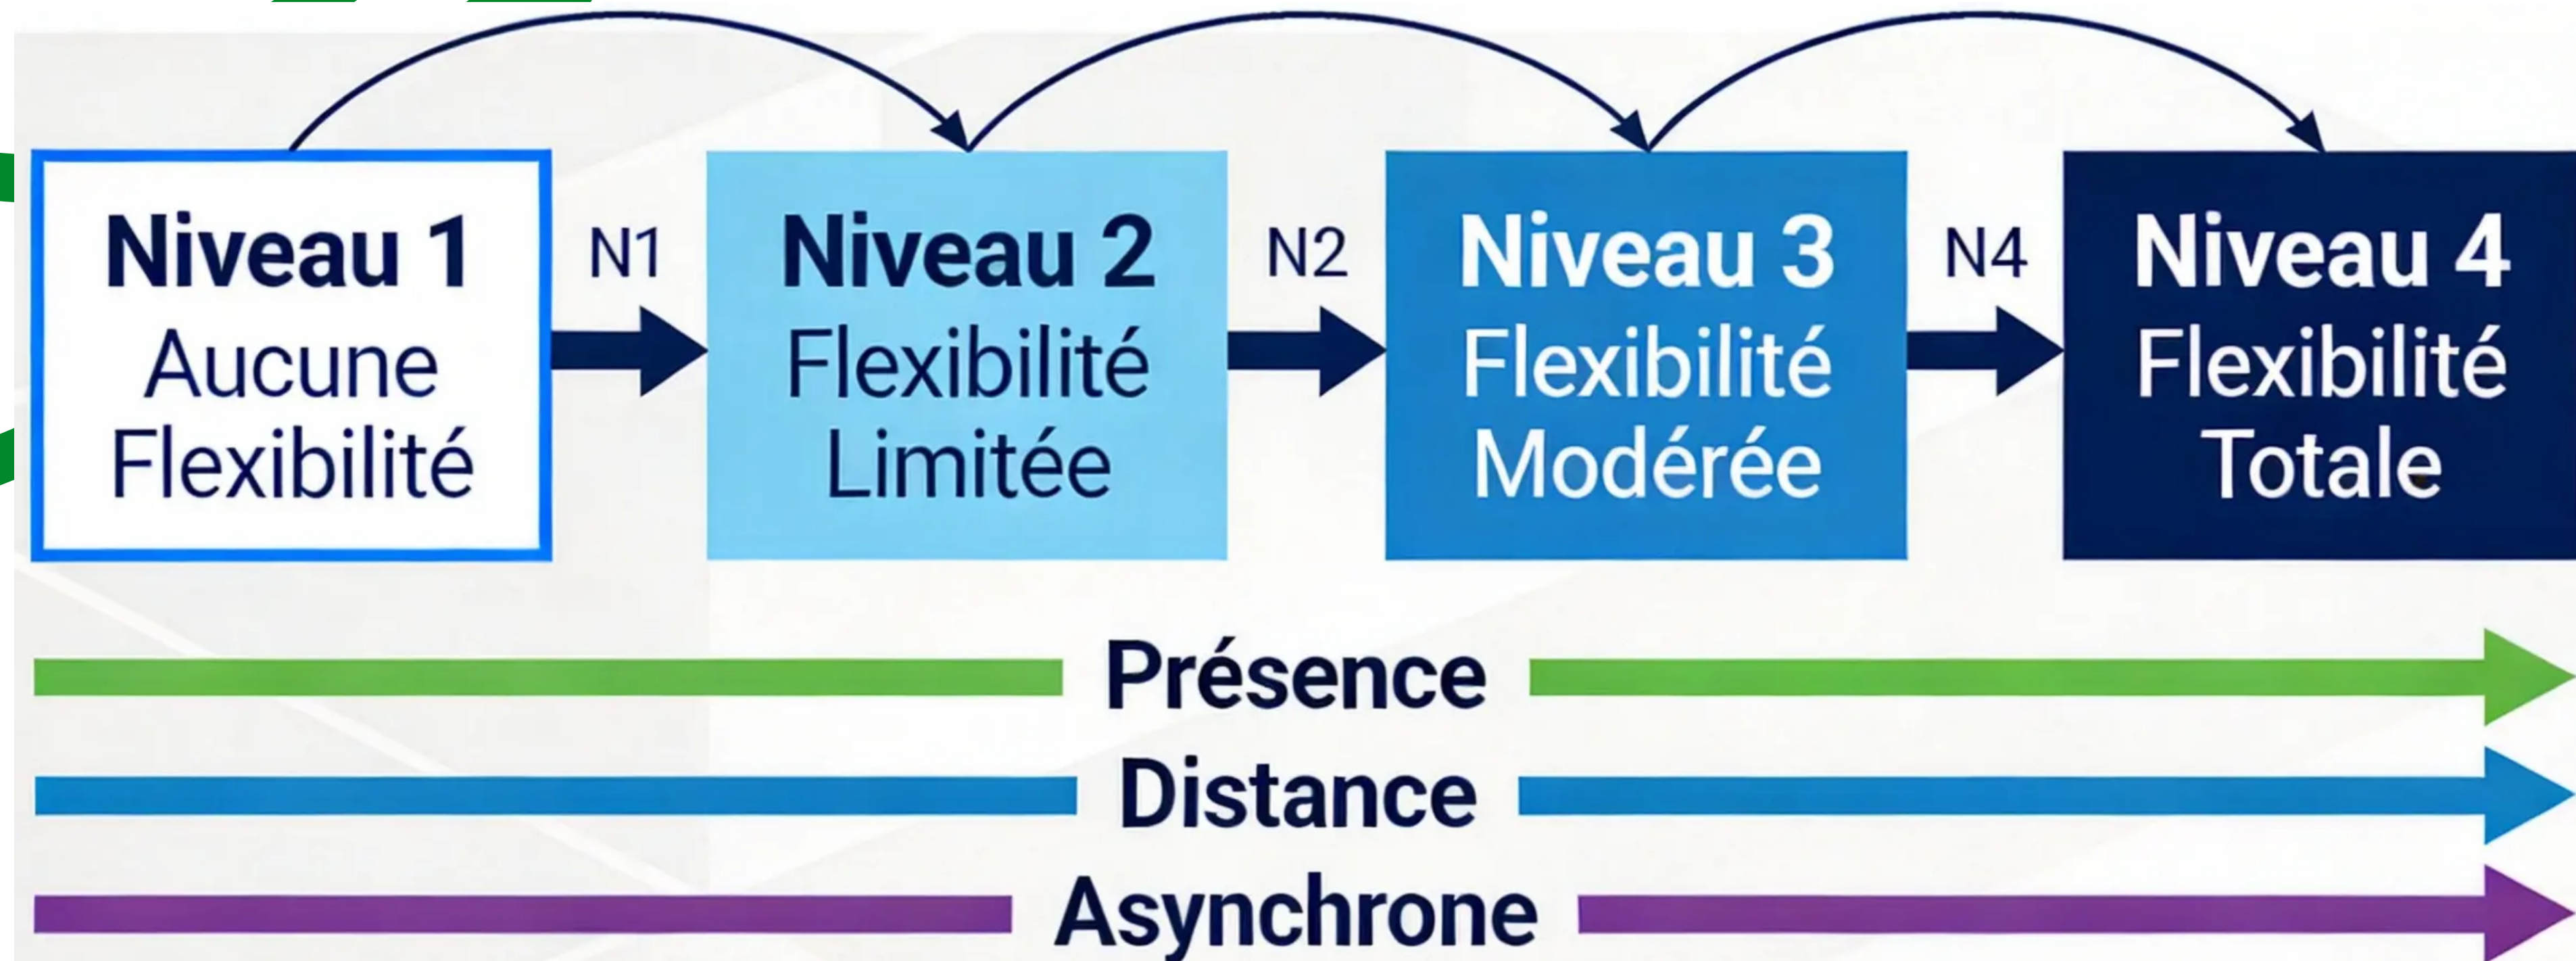 Niveau 1
Aucune
Flexibilité
N1
Niveau 2
Flexibilité
Limitée
N2
Niveau 3
Flexibilité
Modérée
N4
Niveau 4
Flexibilité
Totale
Présence
Distance
Asynchrone